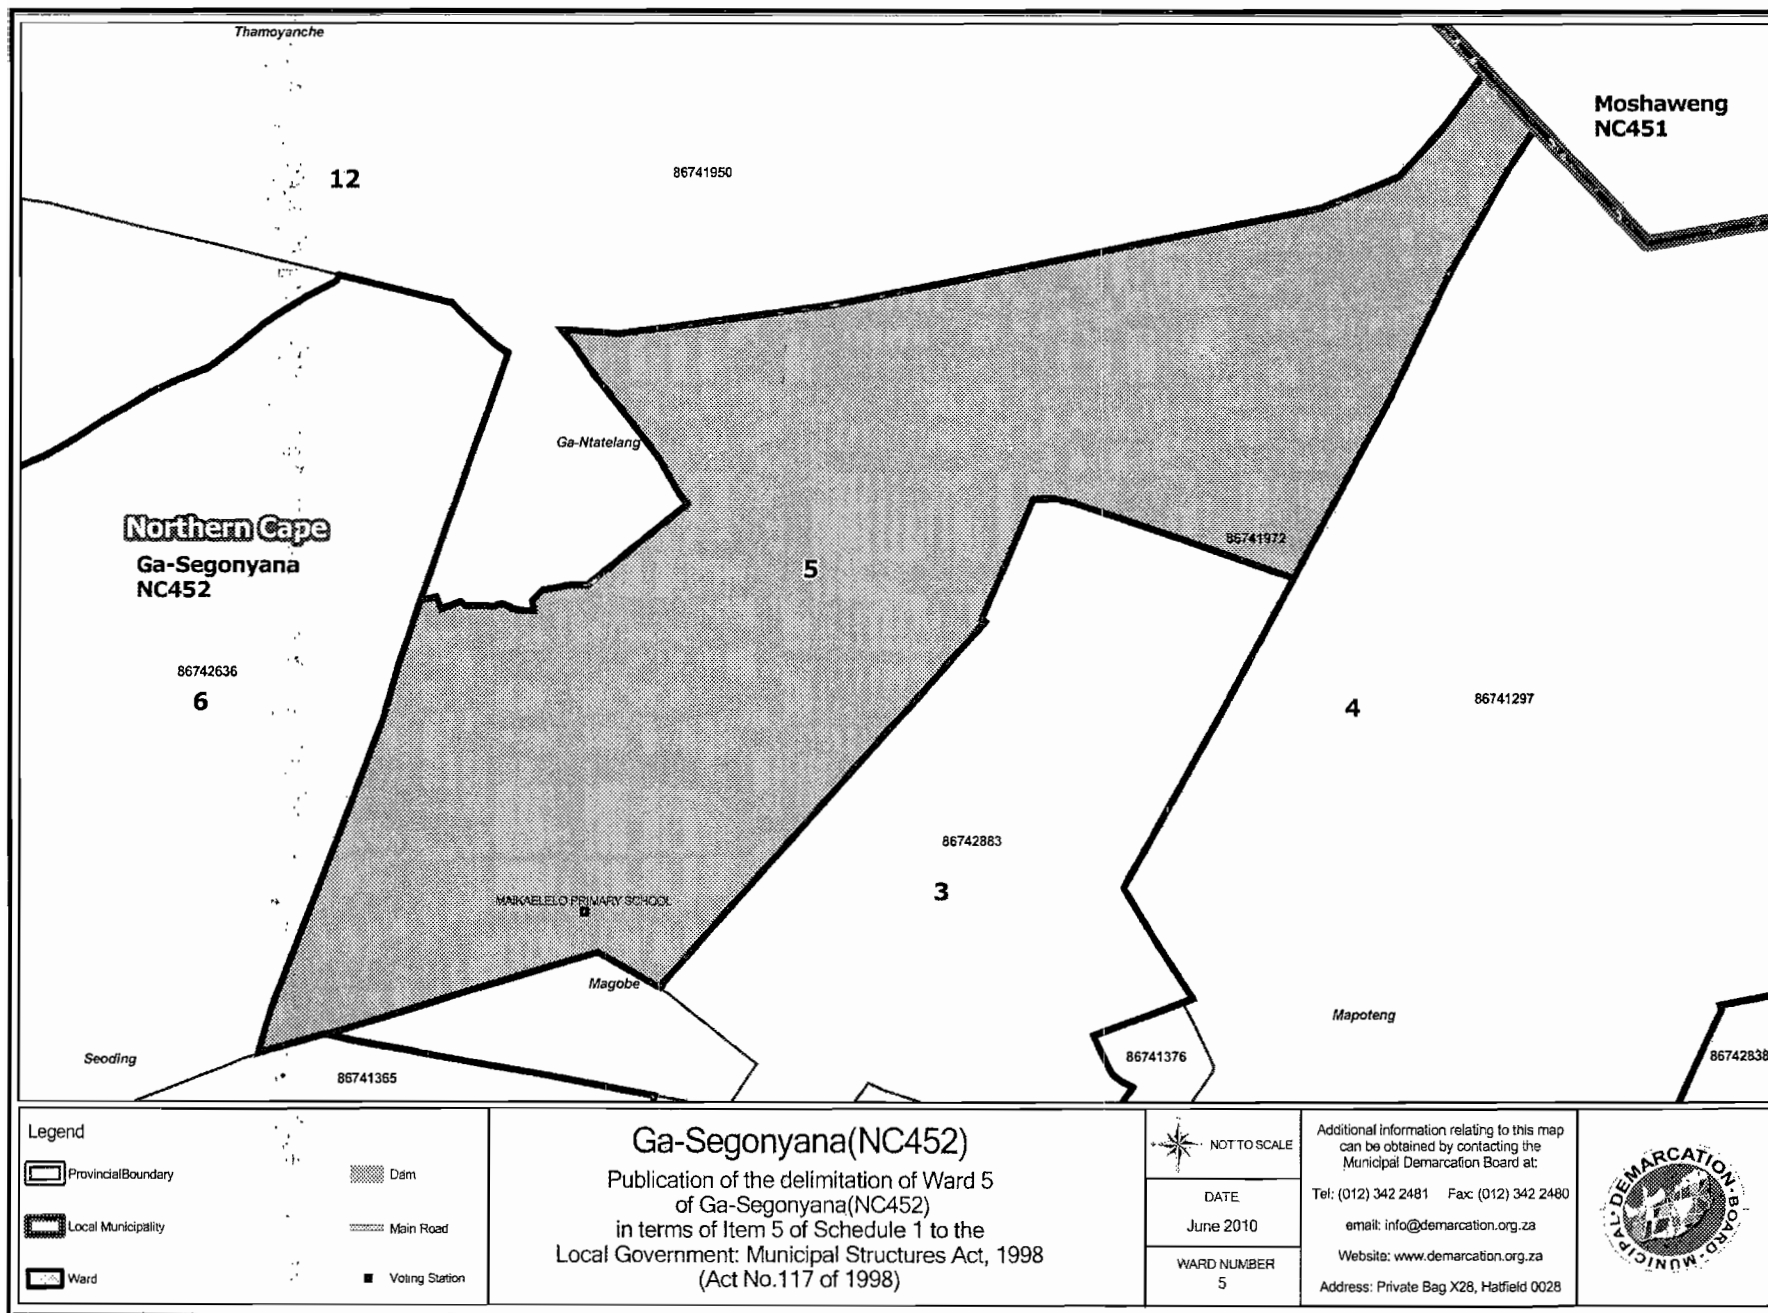 Thamoyanche
Moshaweng
NC451
12
86741950
Ga-Ntatelang
Northern Cape
Ga-Segonyana
NC452
86741972
5
86742636
6
4
86741297
86742883
3
MAIKAELELO PRIMARY SCHOOL
Magobe
Mapoteng
Seoding
86741365
86741376
86742838
Legend
ProvincialBoundary
Local Municipality
Ward
Dam
Main Road
Voting Station
Ga-Segonyana(NC452)
Publication of the delimitation of Ward 5
of Ga-Segonyana(NC452)
in terms of Item 5 of Schedule 1 to the
Local Government: Municipal Structures Act, 1998
(Act No.117 of 1998)
NOT TO SCALE
DATE
June 2010
WARD NUMBER
5
Additional information relating to this map
can be obtained by contacting the
Municipal Demarcation Board at:
Tel: (012) 342 2481 Fax: (012) 342 2480
email: info@demarcation.org.za
Website: www.demarcation.org.za
Address: Private Bag X28, Hatfield 0028
MUNICIPAL DEMARCATION BOARD